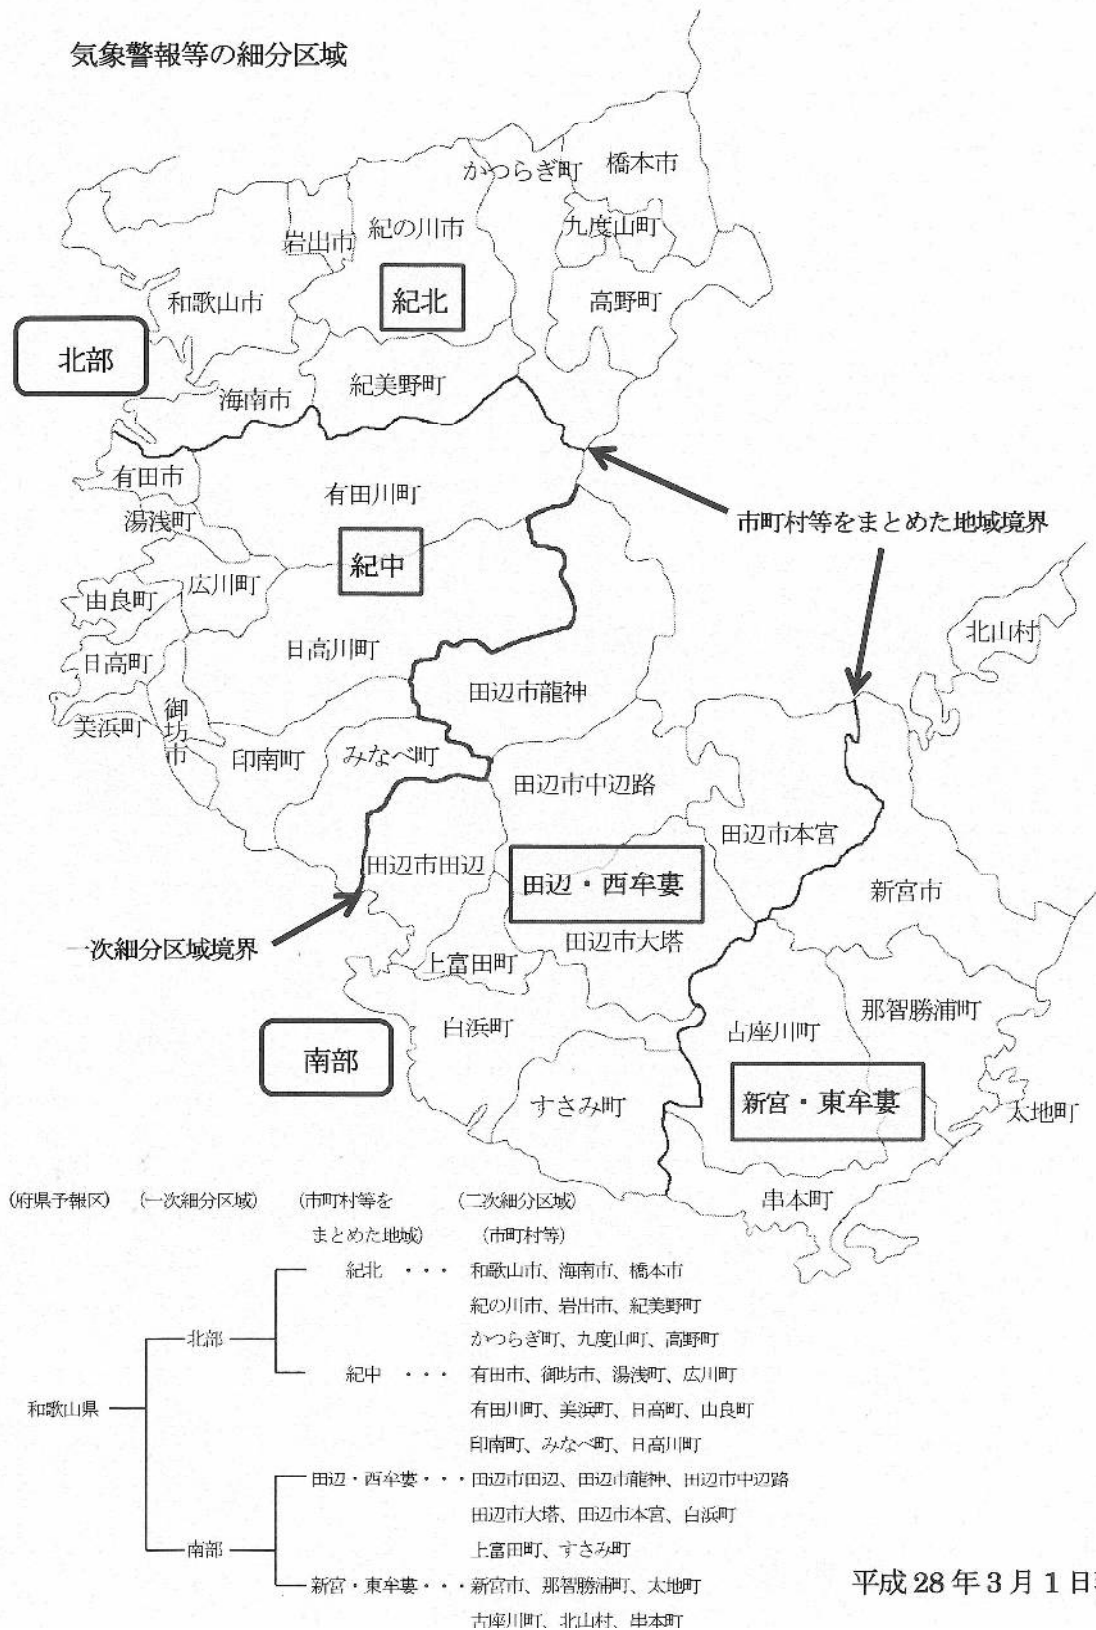 気象警報等の細分区域
かつらぎ町
橋本市
岩出市
紀の川市
九度山町
和歌山市
紀北
高野町
北部
海南市
紀美野町
有田市
有田川町
湯浅町
市町村等をまとめた地域境界
紀中
由良町
広川町
日高町
日高川町
北山村
田辺市龍神
美浜町
御坊市
印南町
みなべ町
田辺市中辺路
田辺市本宮
田辺市田辺
田辺・西牟婁
新宮市
一次細分区域境界
田辺市大塔
上富田町
那智勝浦町
白浜町
古座川町
南部
すさみ町
新宮・東牟婁
太地町
串本町
(府県予報区) (一次細分区域) (市町村等を (二次細分区域)
まとめた地域) (市町村等)
紀北 ・・・ 和歌山市、海南市、橋本市
紀の川市、岩出市、紀美野町
北部 かつらぎ町、九度山町、高野町
紀中 ・・・ 有田市、御坊市、湯浅町、広川町
和歌山県 有田川町、美浜町、日高町、由良町
印南町、みなべ町、日高川町
田辺・西牟婁・・・田辺市田辺、田辺市龍神、田辺市中辺路
田辺市大塔、田辺市本宮、白浜町
南部 上富田町、すさみ町
新宮・東牟婁・・・新宮市、那智勝浦町、太地町
古座川町、北山村、串本町
平成28年3月1日